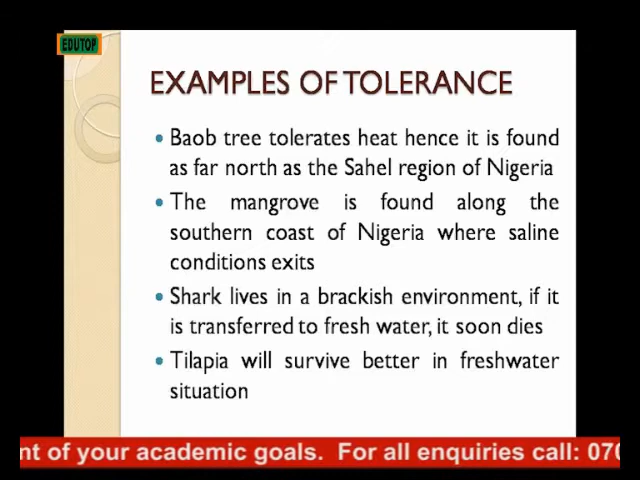 EDUTOP
EXAMPLES OF TOLERANCE
Baob tree tolerates heat hence it is found
as far north as the Sahel region of Nigeria
The mangrove is found along the
southern coast of Nigeria where saline
conditions exits
Shark lives in a brackish environment, if it
is transferred to fresh water, it soon dies
Tilapia will survive better in freshwater
situation
nt of your academic goals. For all enquiries call: 070